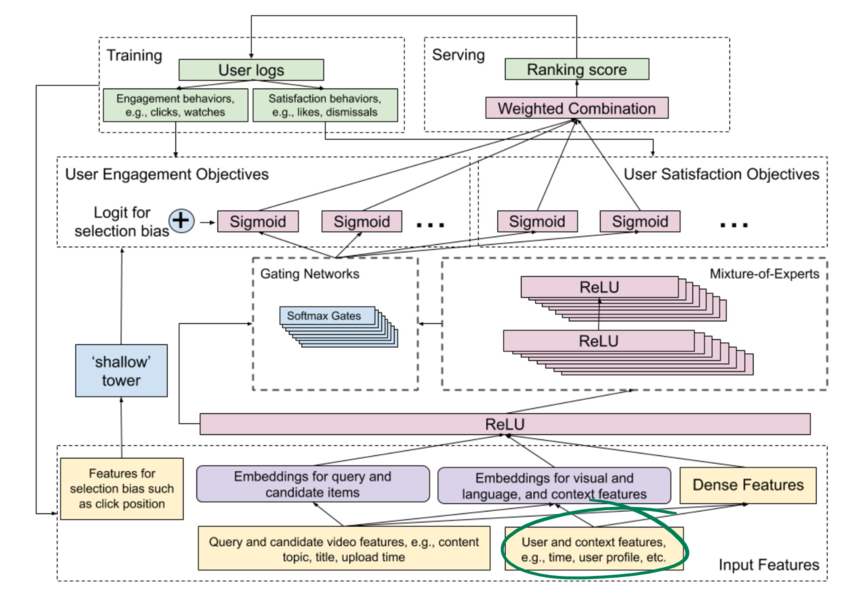 Training
User logs
Engagement behaviors,
e.g., clicks, watches
Satisfaction behaviors,
e.g., likes, dismissals
Serving
Ranking score
Weighted Combination
User Engagement Objectives
User Satisfaction Objectives
Logit for
selection bias
+
Sigmoid
Sigmoid
...
Sigmoid
Sigmoid
...
Gating Networks
Softmax Gates
Mixture-of-Experts
ReLU
ReLU
'shallow'
tower
ReLU
Features for
selection bias such
as click position
Embeddings for query and
candidate items
Embeddings for visual and
language, and context features
Dense Features
Query and candidate video features, e.g., content
topic, title, upload time
User and context features,
e.g., time, user profile, etc.
Input Features